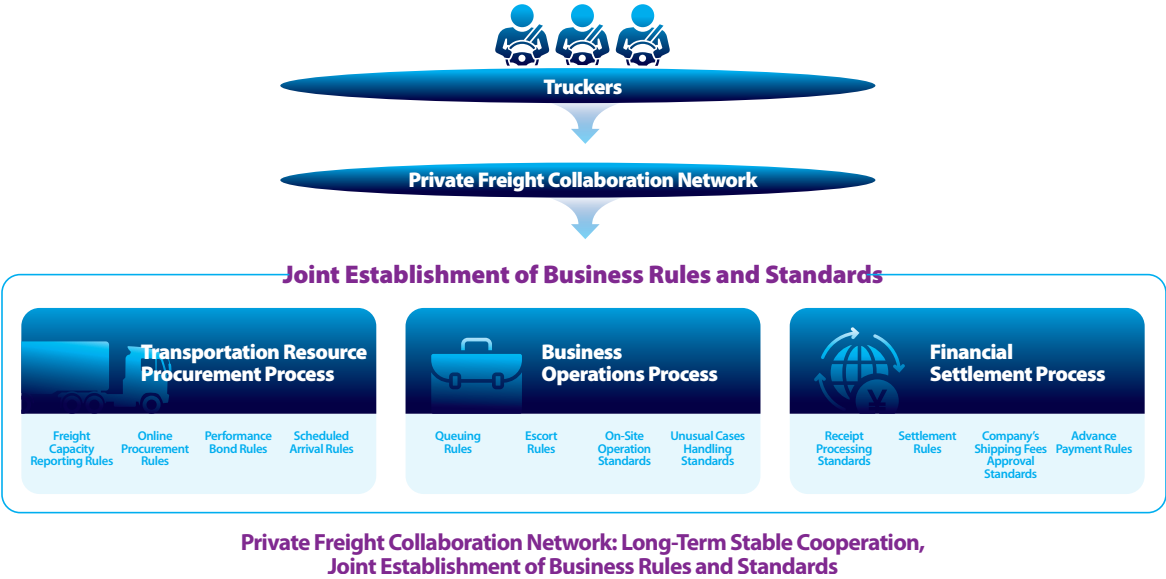 Truckers
Private Freight Collaboration Network
Joint Establishment of Business Rules and Standards
Transportation Resource
Procurement Process
Freight
Capacity
Reporting Rules
Online
Procurement
Rules
Performance
Bond Rules
Scheduled
Arrival Rules
Business
Operations Process
Queuing
Rules
Escort
Rules
On-Site
Operation
Standards
Unusual Cases
Handling
Standards
Financial
Settlement Process
¥
Receipt
Processing
Standards
Settlement
Rules
Company’s
Shipping Fees
Approval
Standards
Advance
Payment Rules
Private Freight Collaboration Network: Long-Term Stable Cooperation,
Joint Establishment of Business Rules and Standards